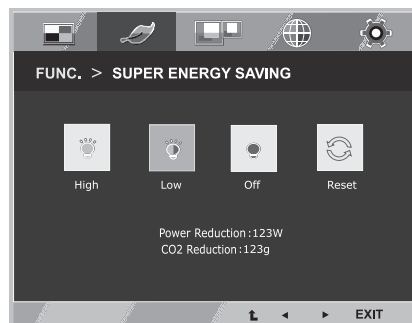 FUNC. > SUPER ENERGY SAVING
High Low Off Reset
Power Reduction:123W
CO2 Reduction:123g
EXIT